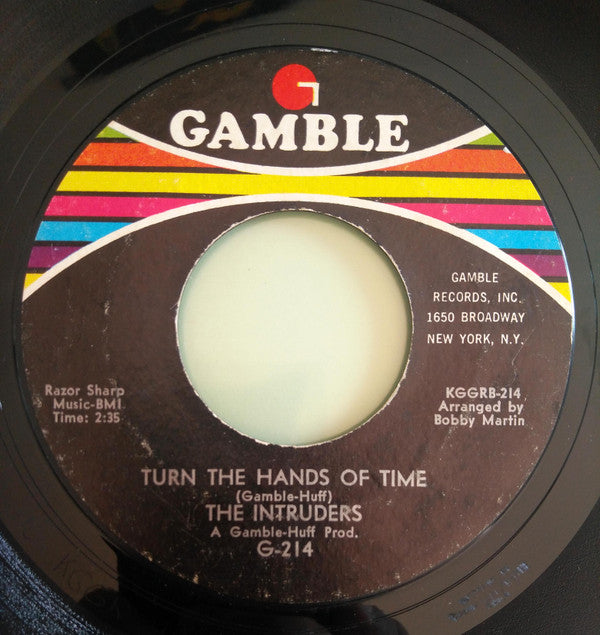 GAMBLE
GAMBLE
RECORDS, INC.
1650 BROADWAY
NEW YORK, N.Y.
Razor Sharp
Music-BMI
Time: 2:35
KGGRB-214
Arranged by
Bobby Martin
TURN THE HANDS OF TIME
(Gamble-Huff)
THE INTRUDERS
A Gamble-Huff Prod.
G-214